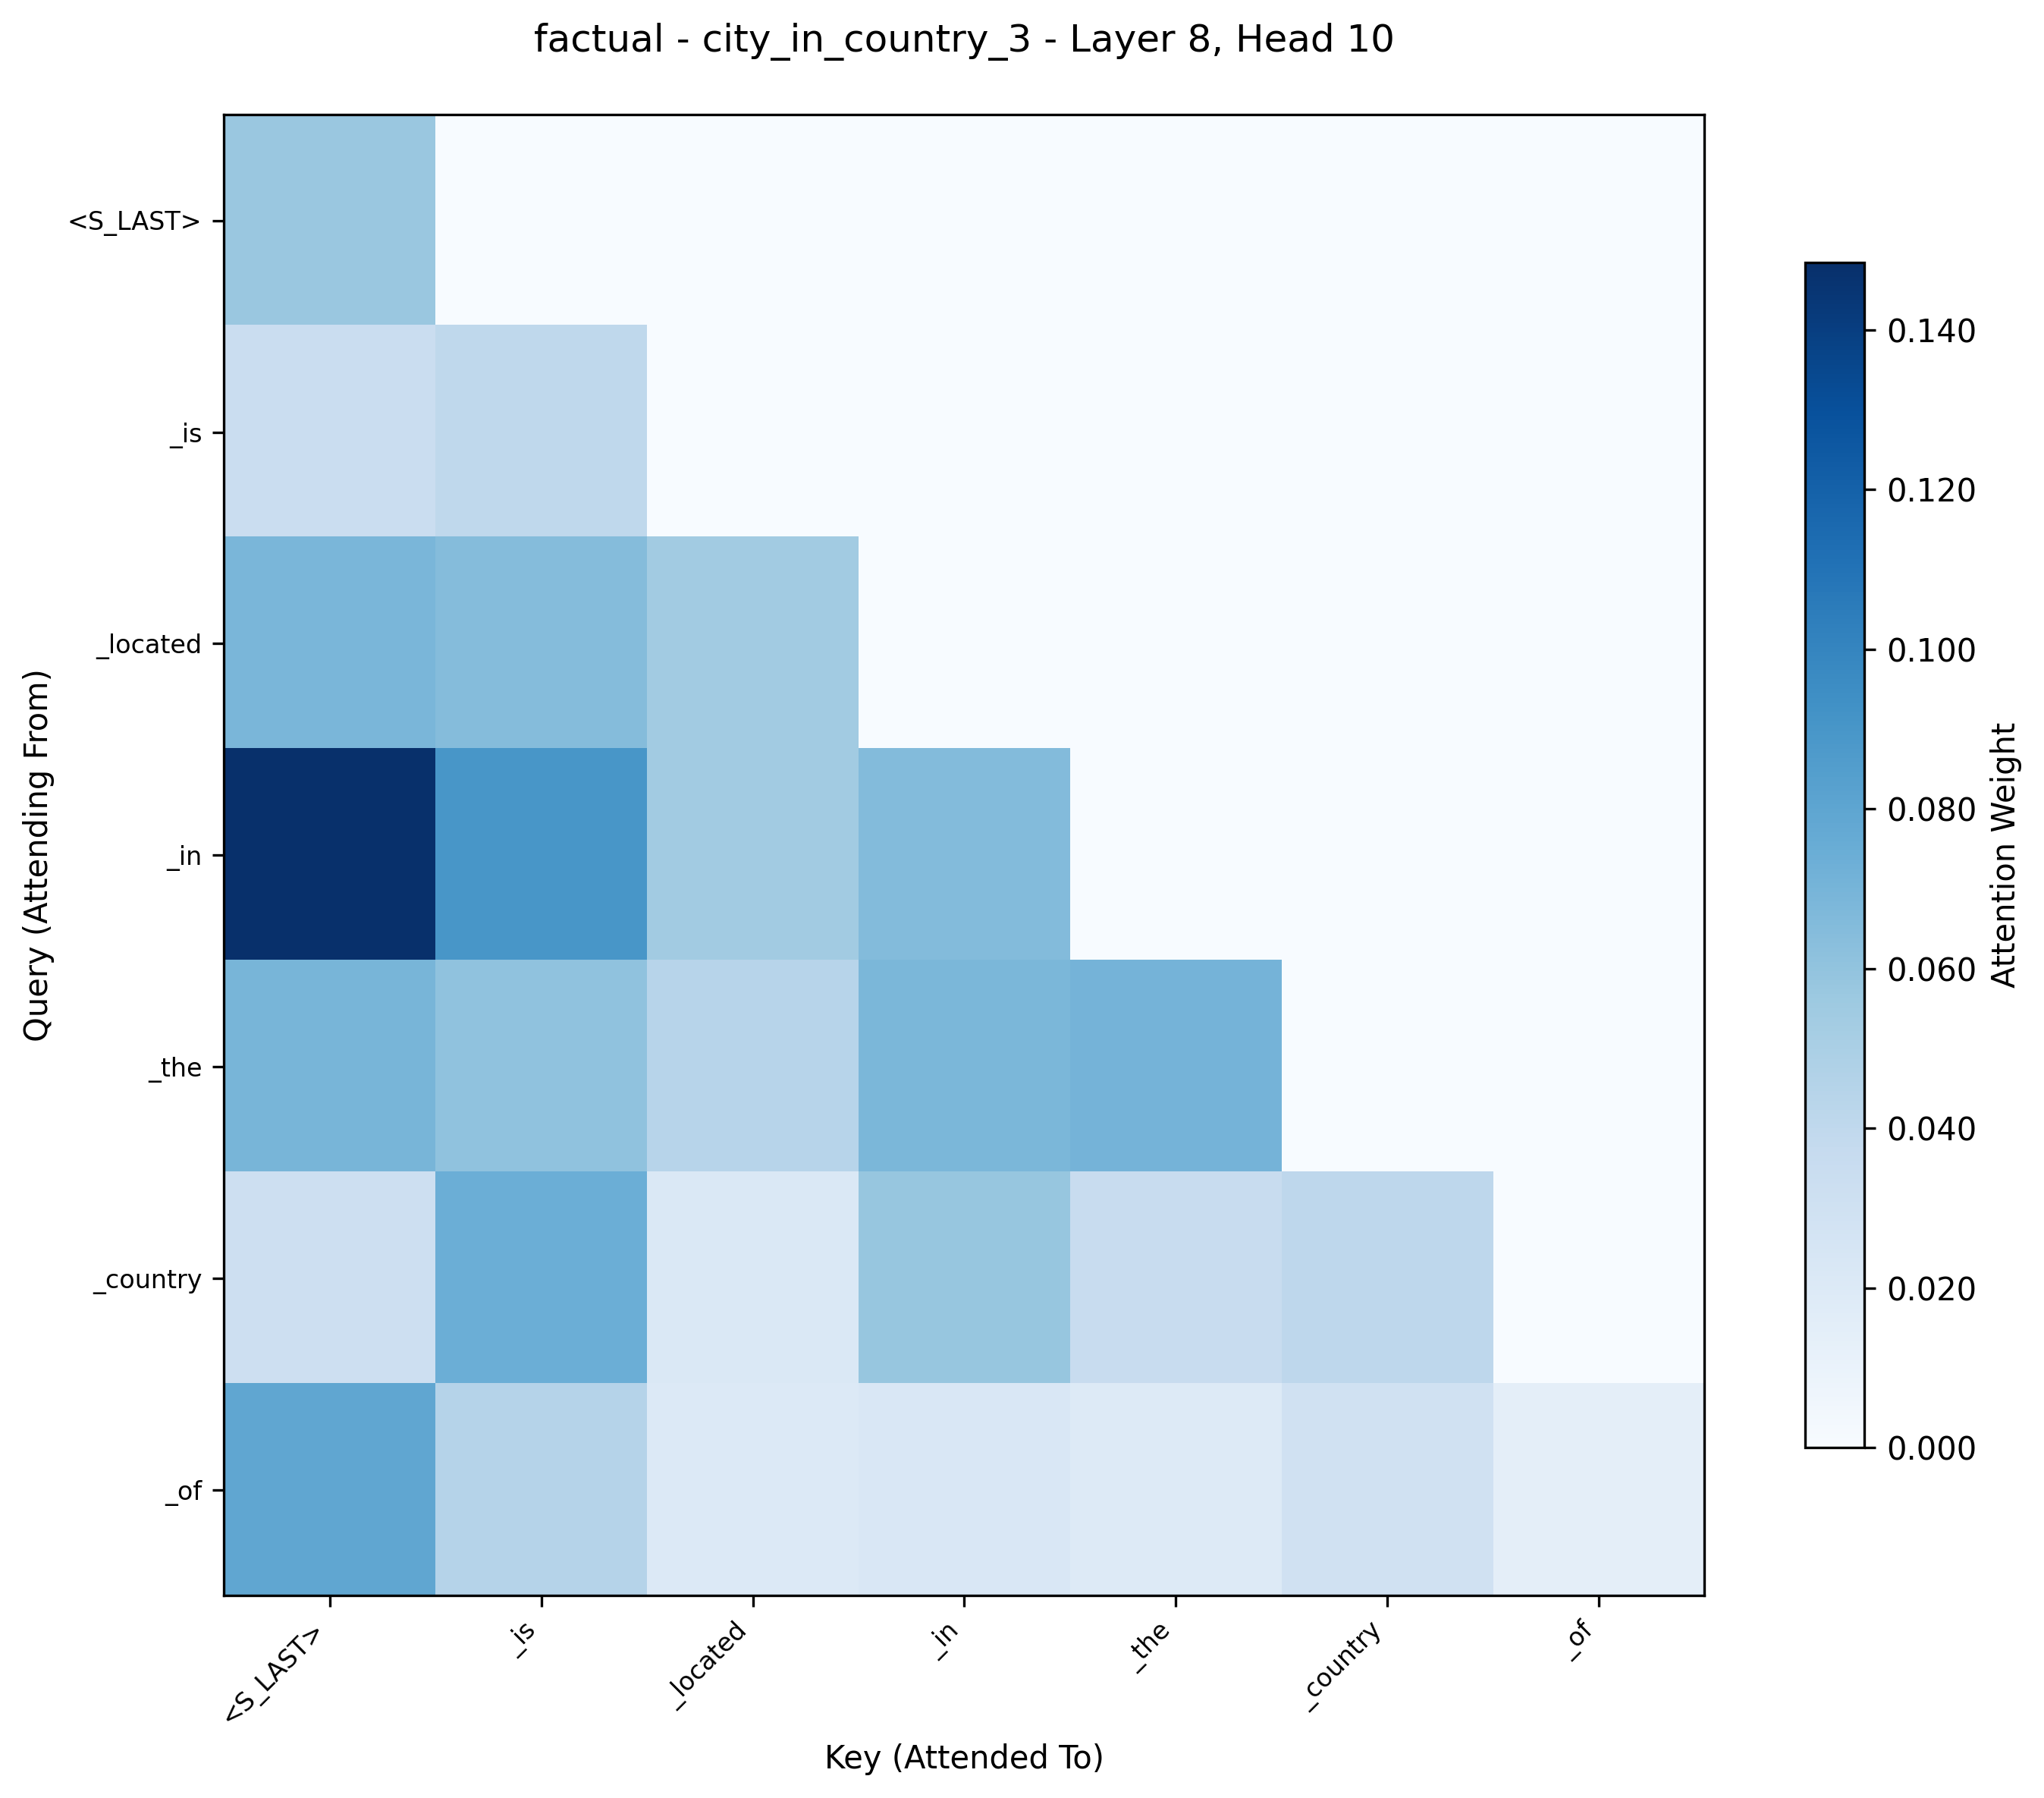 factual - city_in_country_3 - Layer 8, Head 10
Query (Attending From)
<S_LAST>
_is
_located
_in
_the
_country
_of
<S_LAST>
_is
_located
_in
_the
_country
_of
Key (Attended To)
0.140
0.120
0.100
0.080
0.060
0.040
0.020
0.000
Attention Weight